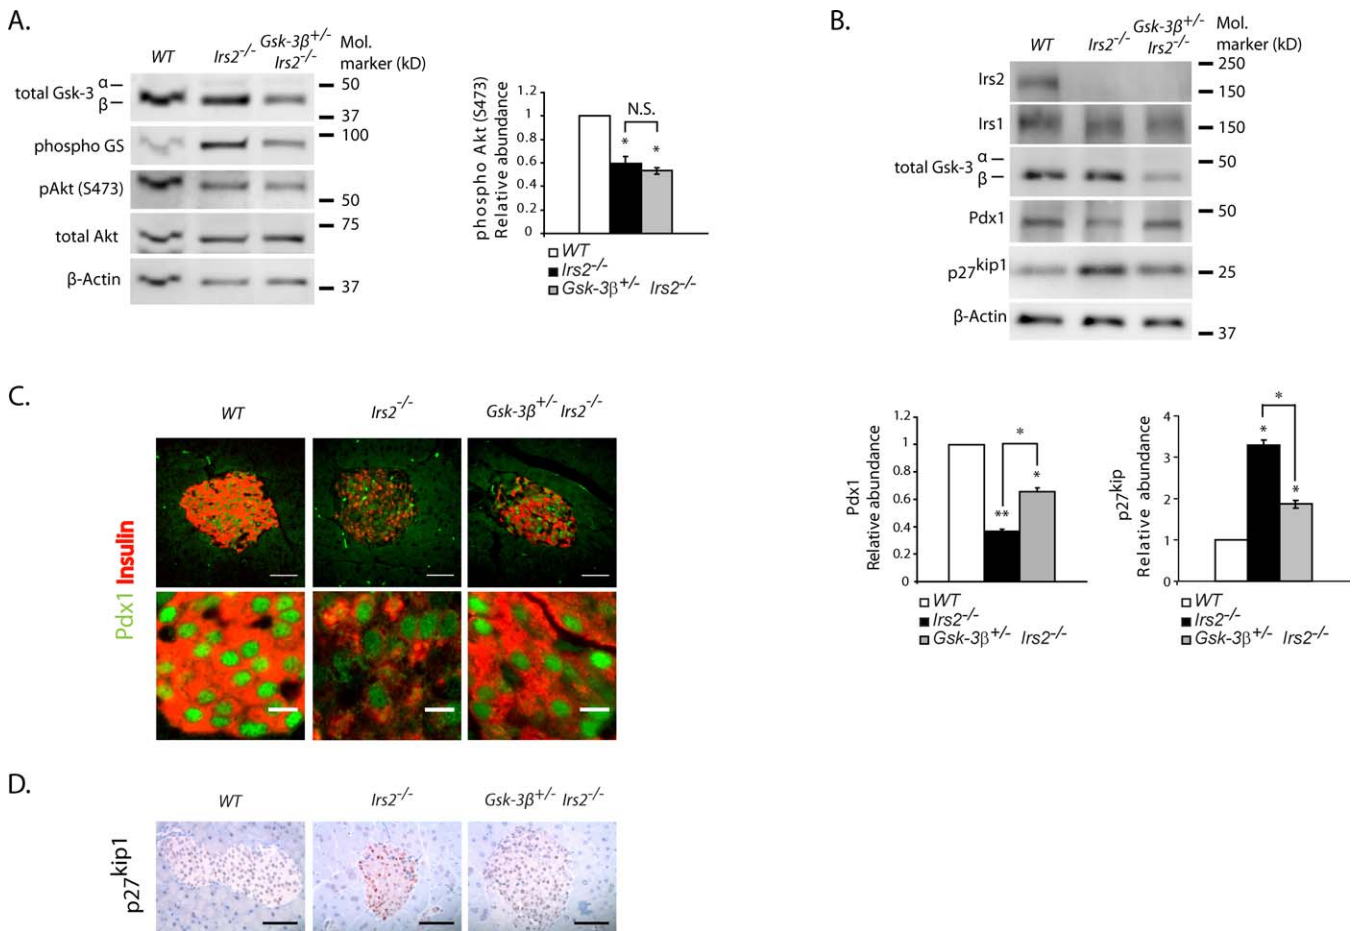 A.
WT
Irs2-/-
Gsk-3β+/-
Irs2-/-
Mol.
marker (kD)
total Gsk-3
α
β
50
37
phospho GS
100
pAkt (S473)
50
total Akt
75
β-Actin
37
phospho Akt (S473)
Relative abundance
1.2
1
0.8
0.6
0.4
0.2
0
*
*
N.S.
WT
Irs2-/-
Gsk-3β+/- Irs2-/-
B.
WT
Irs2-/-
Gsk-3β+/-
Irs2-/-
Mol.
marker (kD)
Irs2
250
150
Irs1
150
total Gsk-3
α
β
50
Pdx1
50
p27kip1
25
β-Actin
37
Pdx1
Relative abundance
1.2
1
0.8
0.6
0.4
0.2
0
**
*
*
WT
Irs2-/-
Gsk-3β+/- Irs2-/-
p27kip
Relative abundance
4
3
2
1
0
*
*
*
WT
Irs2-/-
Gsk-3β+/- Irs2-/-
C.
WT
Irs2-/-
Gsk-3β+/- Irs2-/-
Pdx1 Insulin
D.
WT
Irs2-/-
Gsk-3β+/- Irs2-/-
p27kip1